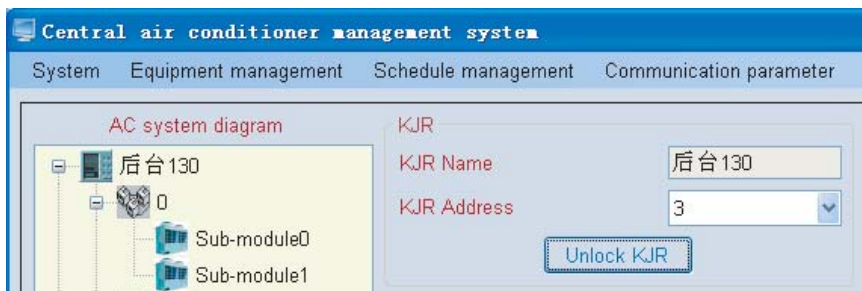 Central air conditioner management system
System Equipment management Schedule management Communication parameter
AC system diagram
后台130
0
Sub-module0
Sub-module1
KJR
KJR Name 后台130
KJR Address 3
Unlock KJR